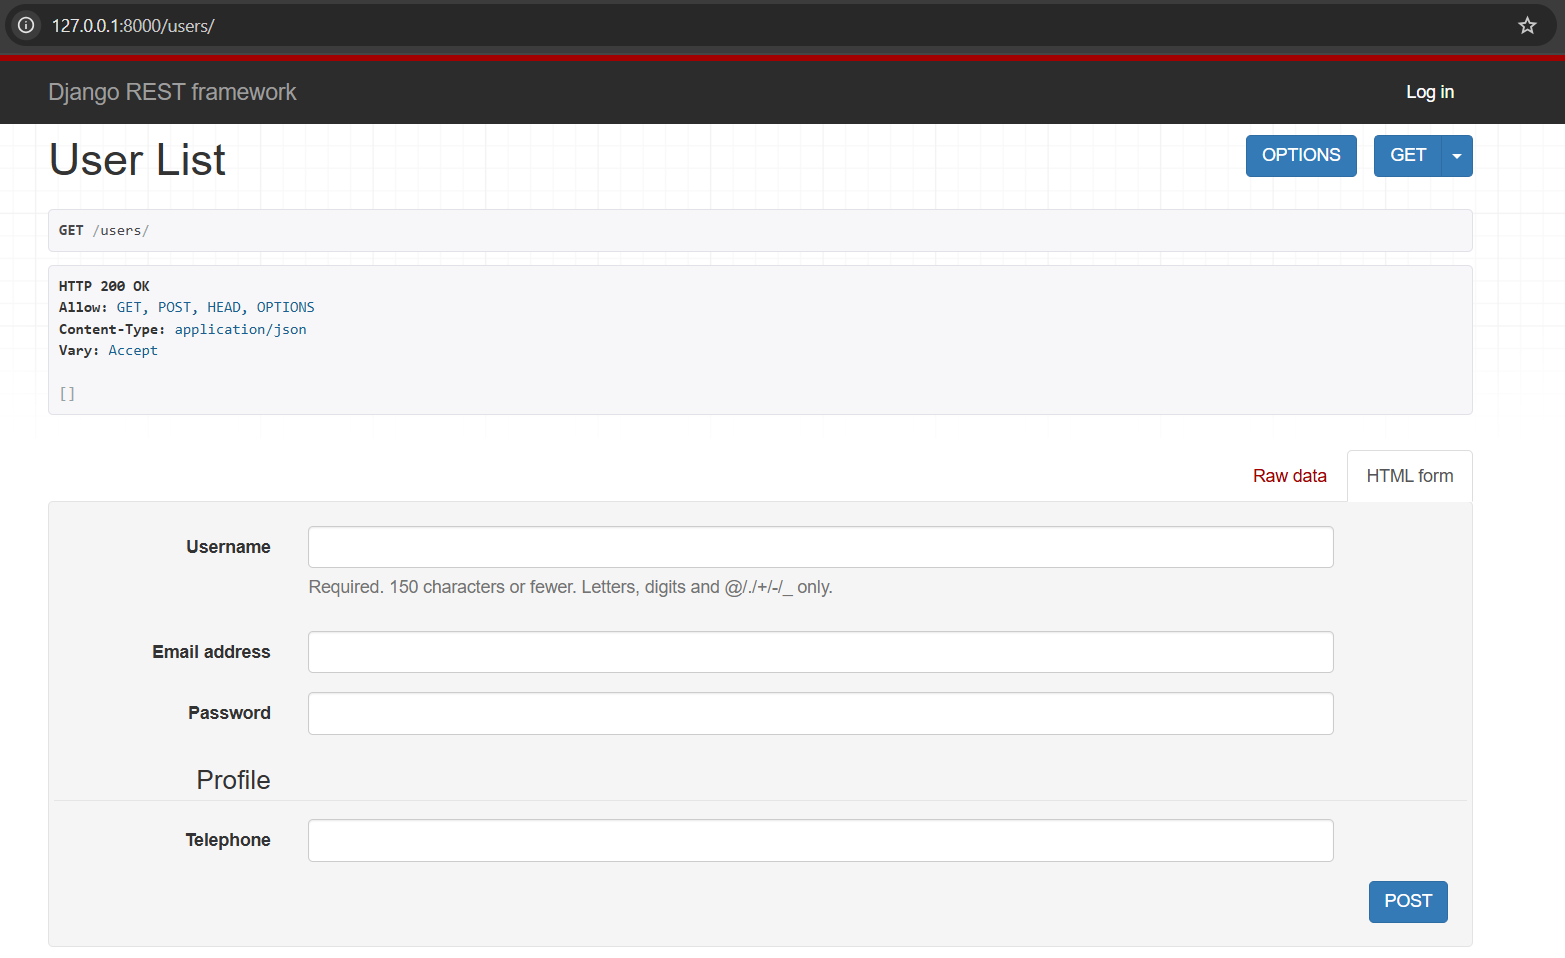 127.0.0.1:8000/users/
Django REST framework
Log in
User List
OPTIONS
GET
GET /users/
HTTP 200 OK
Allow: GET, POST, HEAD, OPTIONS
Content-Type: application/json
Vary: Accept
[]
Raw data
HTML form
Username
Required. 150 characters or fewer. Letters, digits and @/./+/-/_ only.
Email address
Password
Profile
Telephone
POST